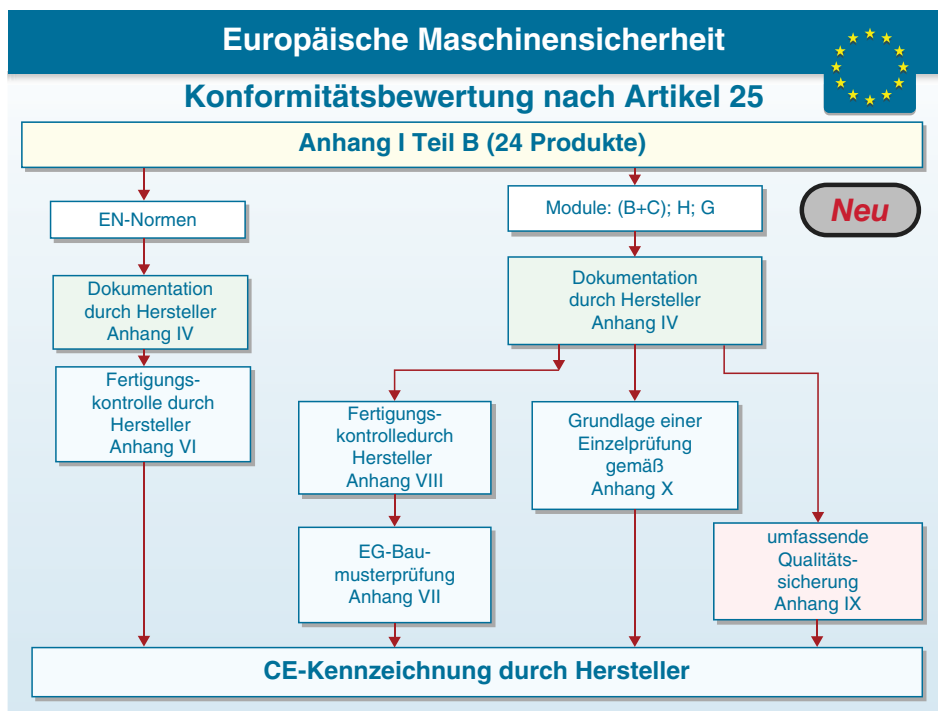 Europäische Maschinensicherheit
Konformitätsbewertung nach Artikel 25
Anhang I Teil B (24 Produkte)
EN-Normen
Dokumentation
durch Hersteller
Anhang IV
Fertigungs-
kontrolle durch
Hersteller
Anhang VI
Module: (B+C); H; G
Neu
Dokumentation
durch Hersteller
Anhang IV
Fertigungs-
kontrolledurch
Hersteller
Anhang VIII
EG-Bau-
musterprüfung
Anhang VII
Grundlage einer
Einzelprüfung
gemäß
Anhang X
umfassende
Qualitäts-
sicherung
Anhang IX
CE-Kennzeichnung durch Hersteller